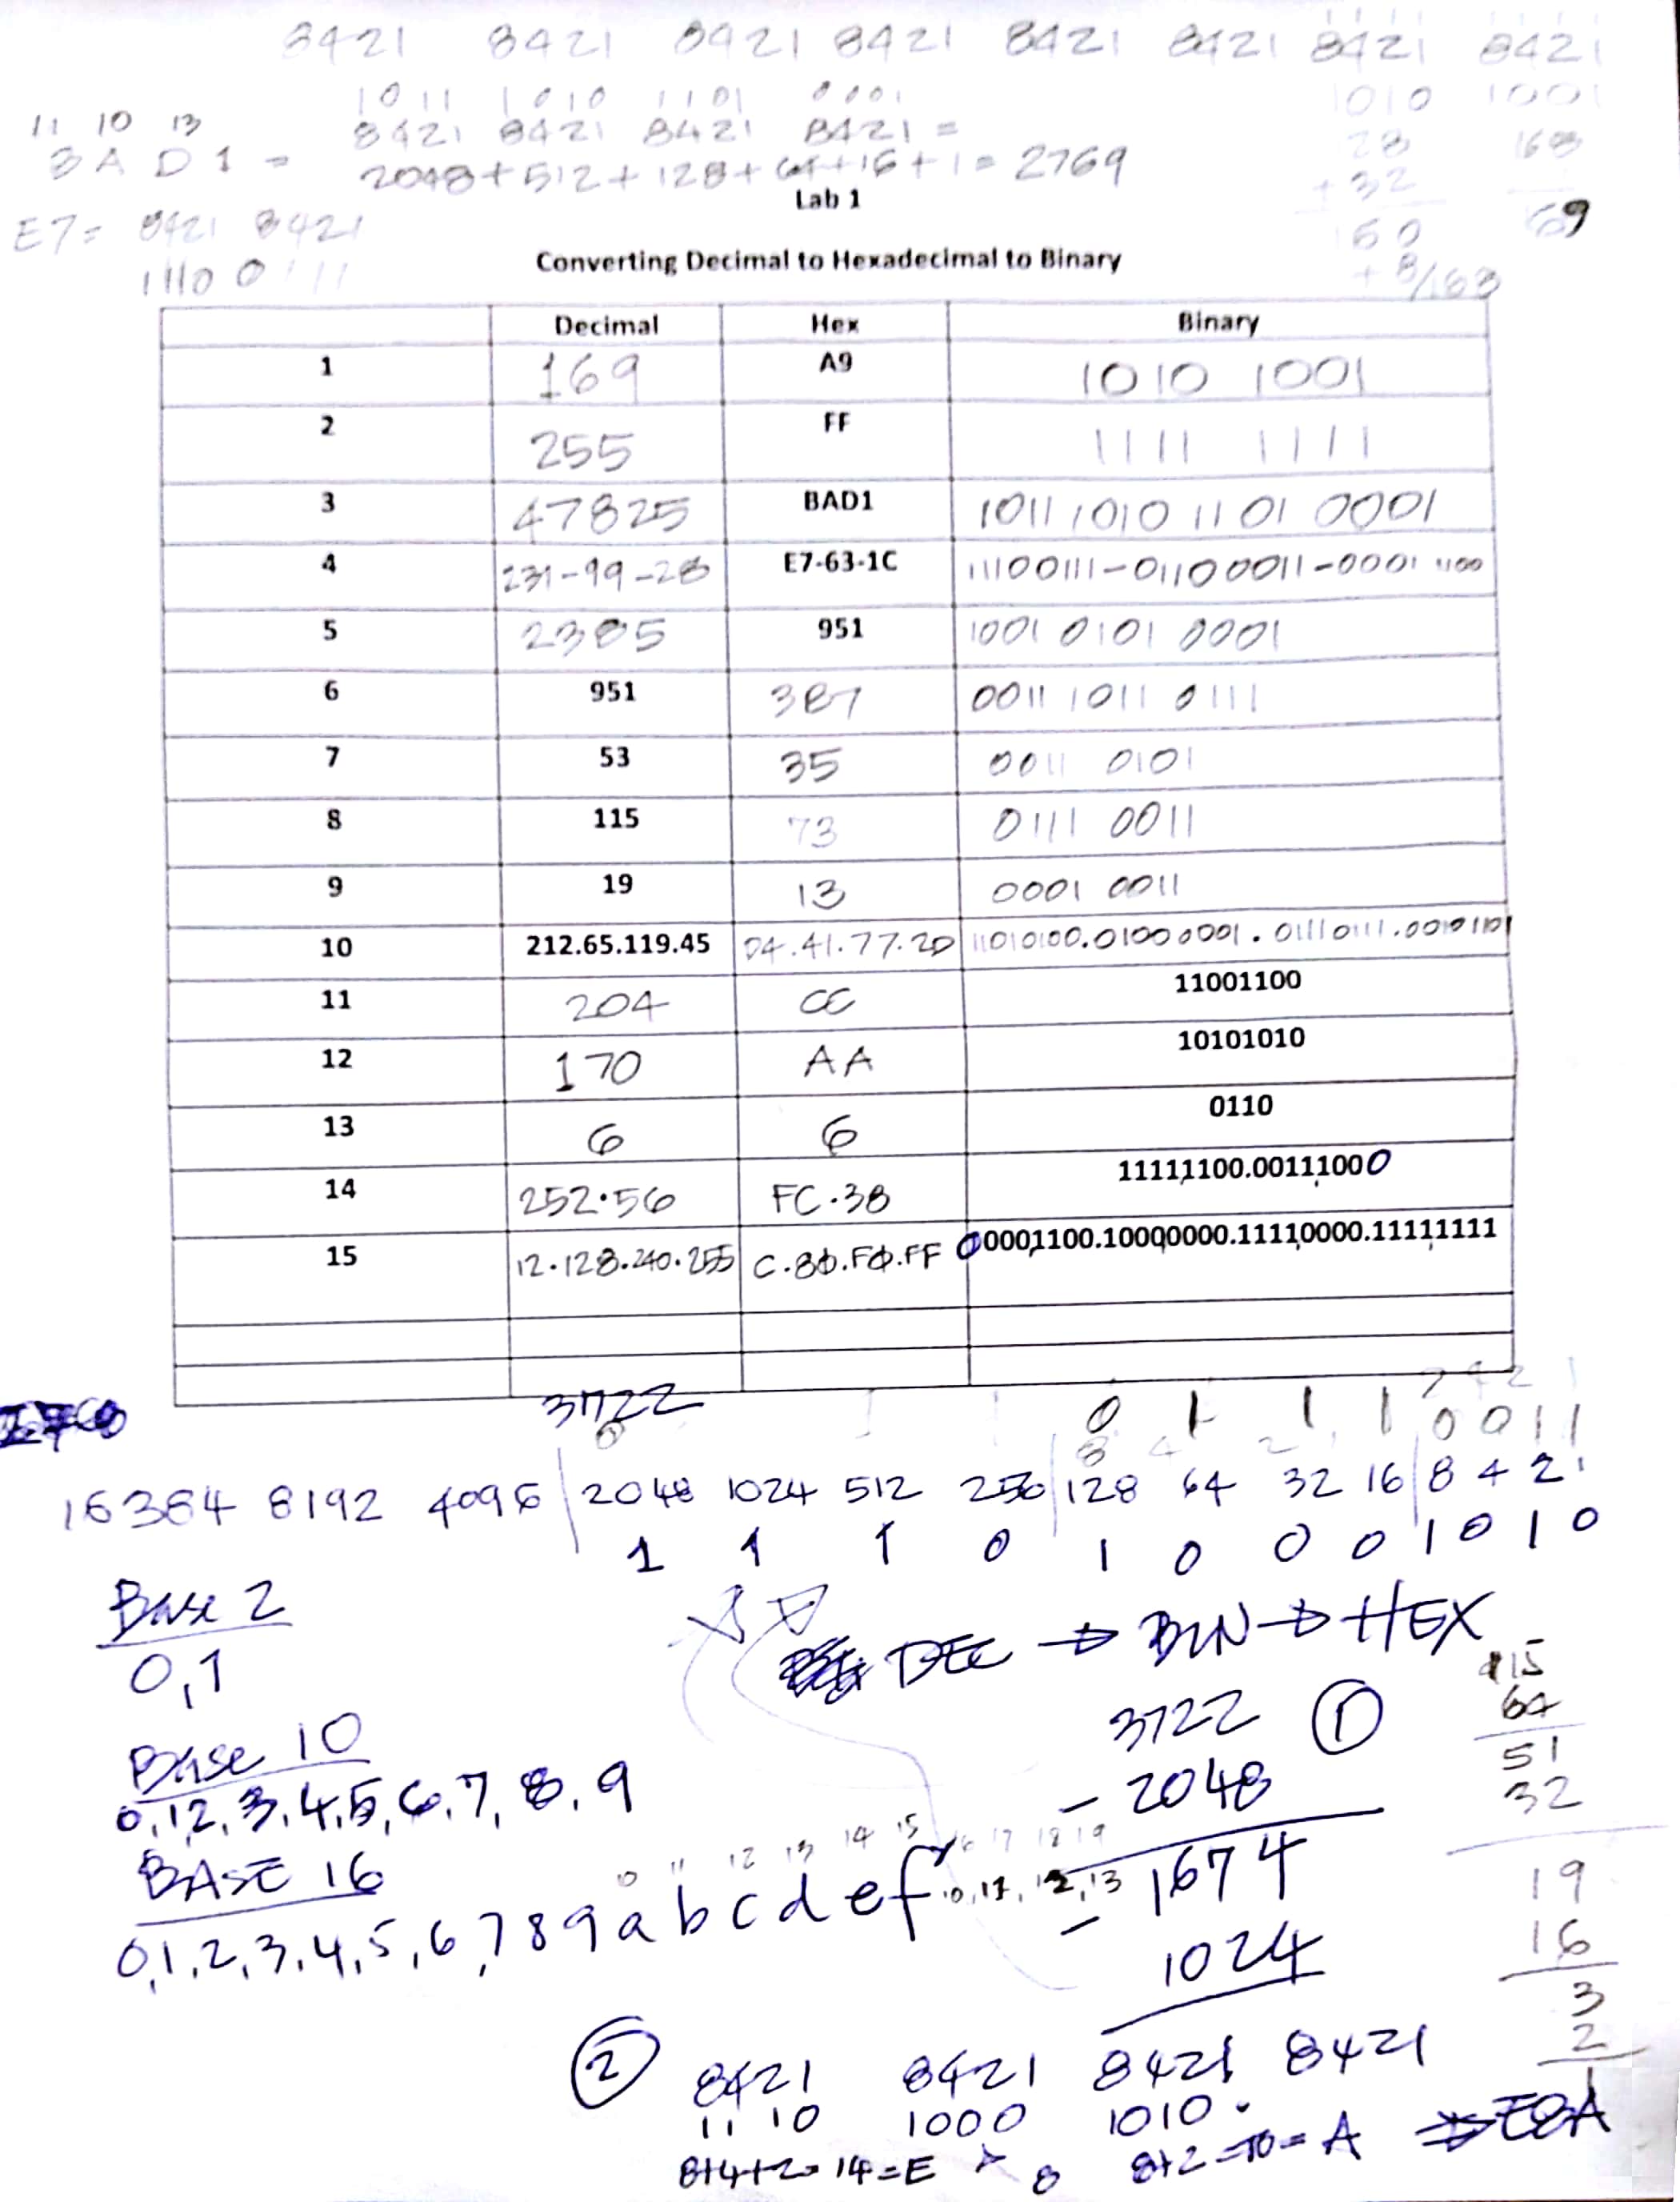 8421 8421 8421 8421 8421 8421 8421 8421
1011 1010 1101 0001 1010 1001
11 10 13 8421 8421 8421 8421 =
BAD1 = 2048+512+128+64+16+1=2769
28 168
+32
Lab 1
E7= 8421 8421
1110 0111
60 69
+8/168
Converting Decimal to Hexadecimal to Binary
Decimal Hex Binary
1 169 A9 1010 1001
2 255 FF 1111 1111
3 47825 BAD1 1011 1010 1101 0001
4 231-99-28 E7-63-1C 11100111-01100011-0001 1100
5 2385 951 1001 0101 0001
6 951 3B7 0011 1011 0111
7 53 35 0011 0101
8 115 73 0111 0011
9 19 13 0001 0011
10 212.65.119.45 D4.41.77.2D 11010100.01000001.01110111.00101101
11 204 CC 11001100
12 170 AA 10101010
13 6 6 0110
14 252.56 FC.38 11111100.00111000
15 12.128.240.255 C.80.F0.FF 00001100.10000000.11110000.11111111
3722
0 1 1 1 0 0 1 1
16384 8192 4096 2048 1024 512 256 128 64 32 16 8 4 2 1
1 1 1 0 1 0 0 0 1 0 1 0
Base 2
0,1
DEC → BIN → HEX
3722 ①
-2048
1674
-1024
115
64
51
32
19
16
3
2
1
Base 10
0,1,2,3,4,5,6,7,8,9
BASE 16
10 11 12 13 14 15 16 17 18 19
0,1,2,3,4,5,6,7 8 9 a b c d e f 10,11,12,13
② 8421 8421 8421 8421
1110 1000 1010
8+4+2=14=E 8 8+2=10=A ⇒ E8A